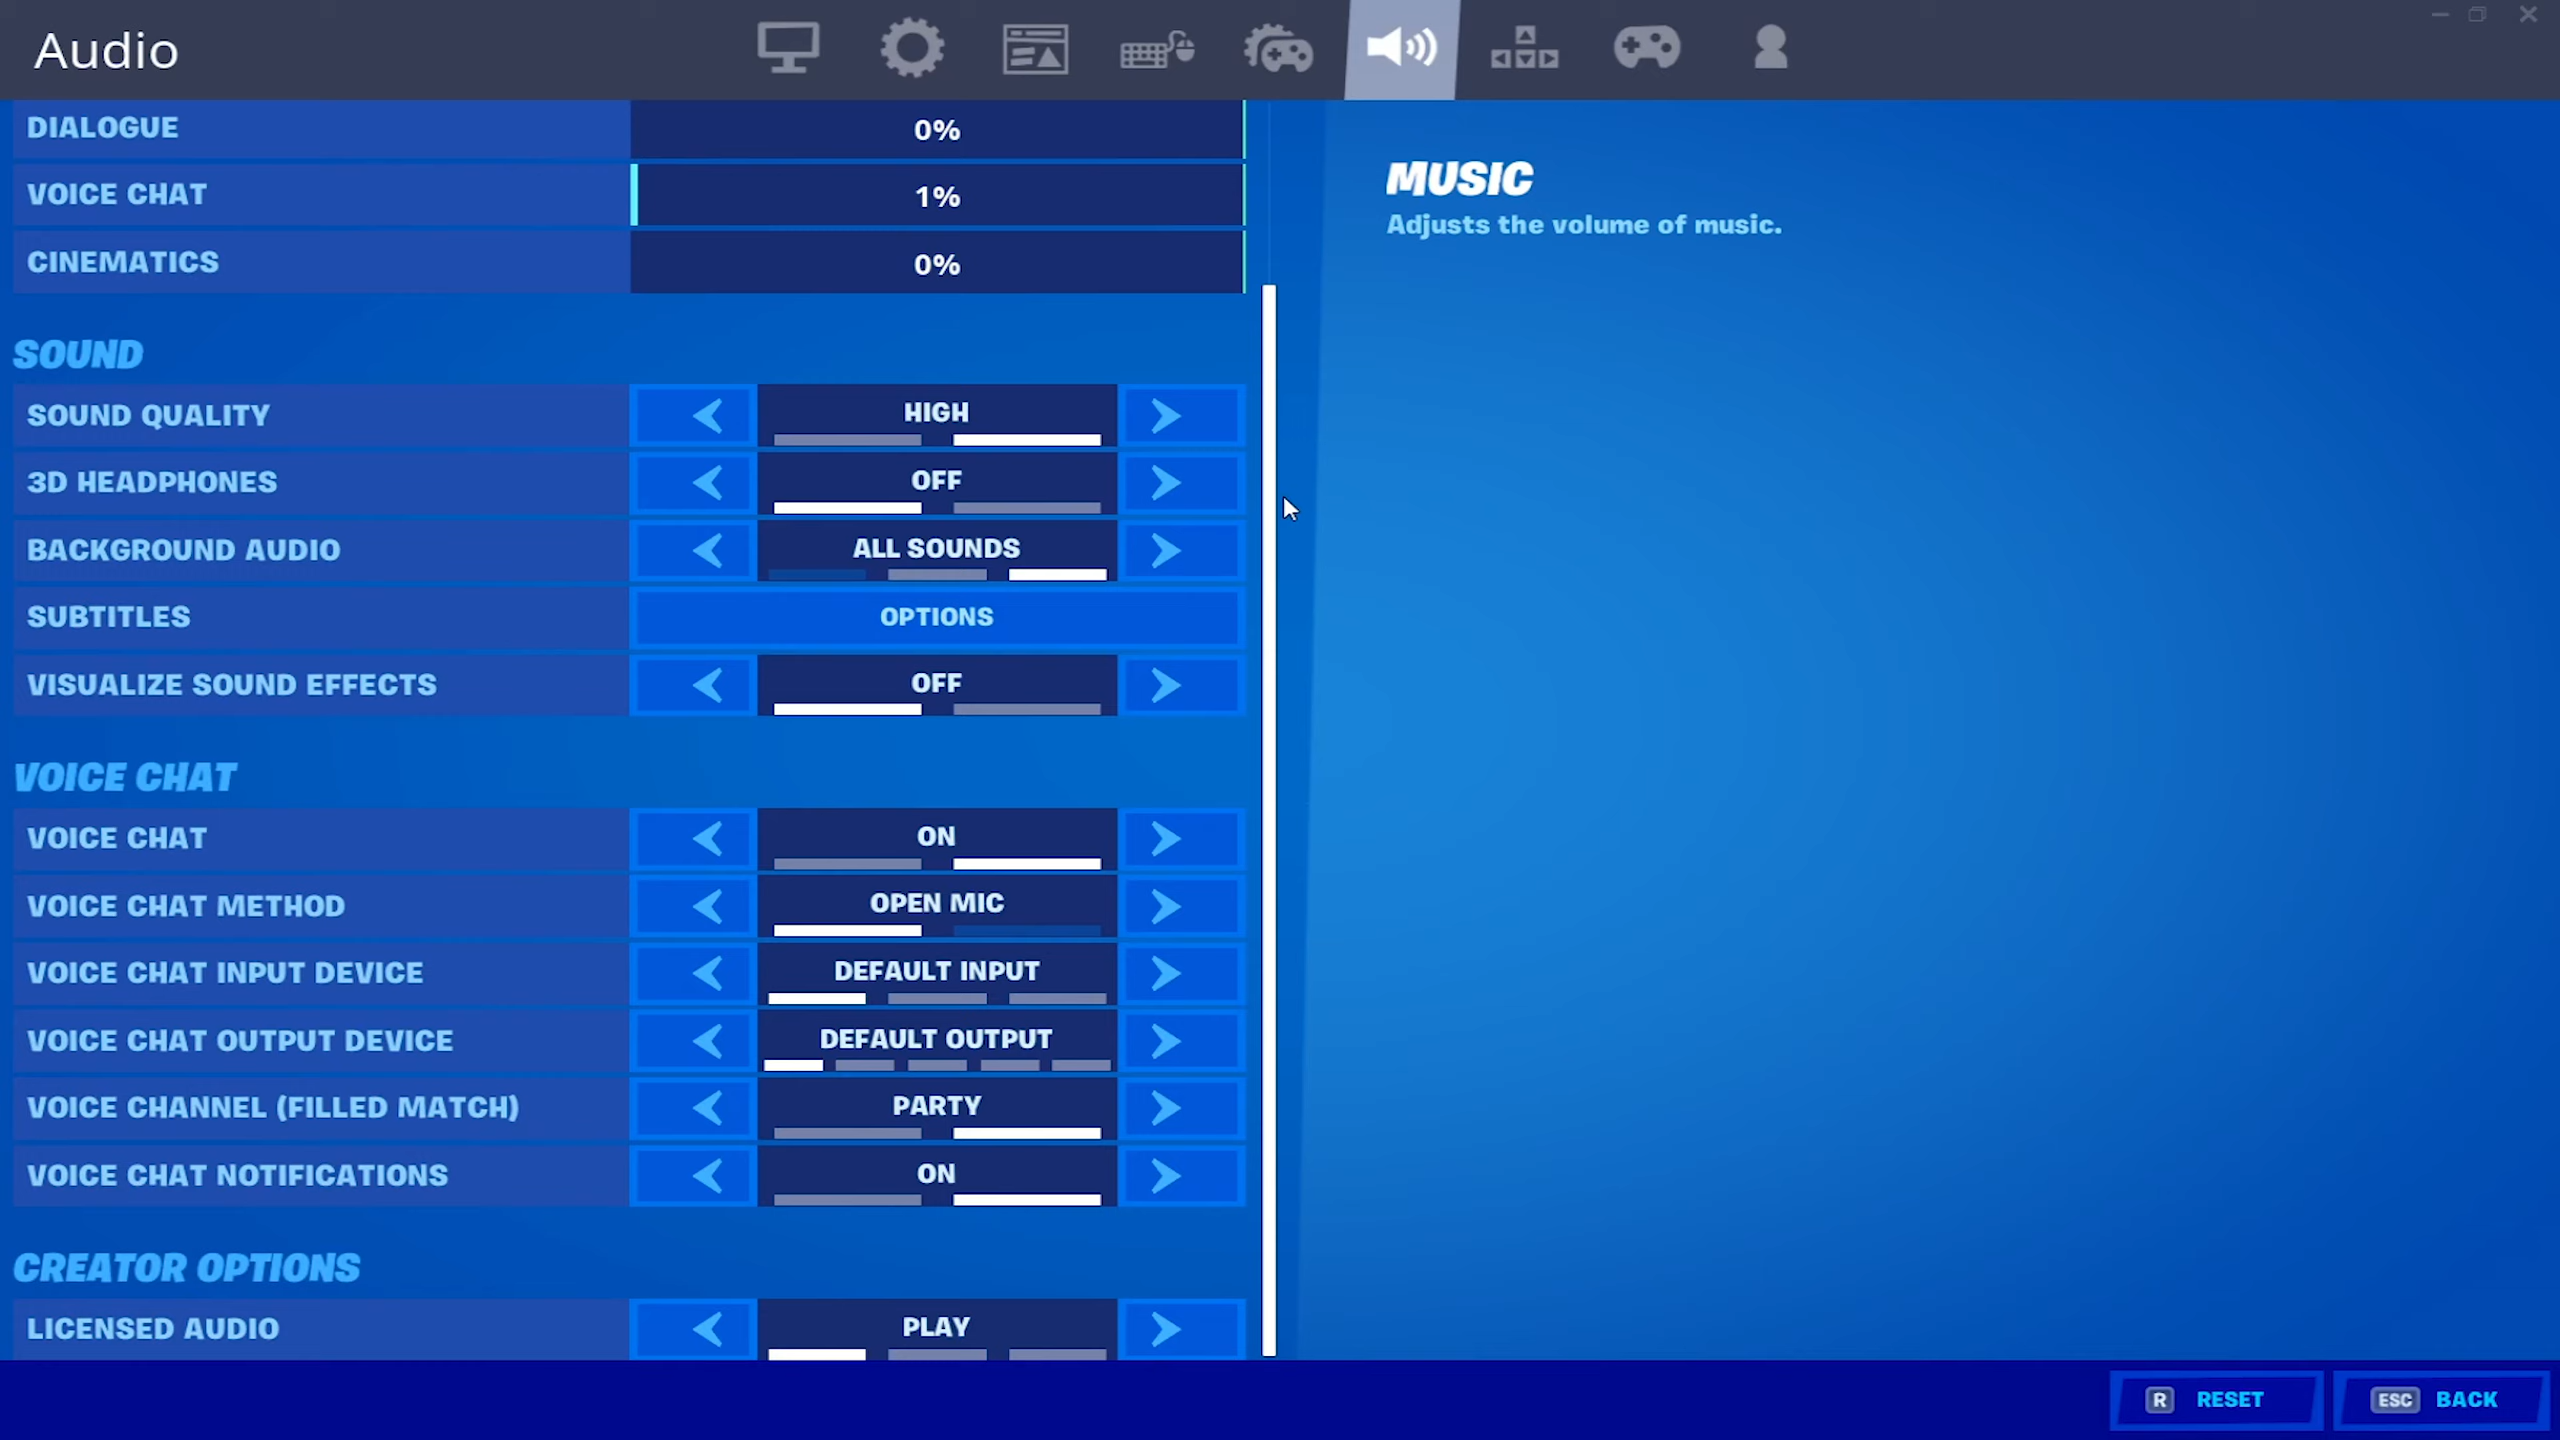 Audio
DIALOGUE 0%
VOICE CHAT 1%
CINEMATICS 0%
SOUND
SOUND QUALITY HIGH
3D HEADPHONES OFF
BACKGROUND AUDIO ALL SOUNDS
SUBTITLES OPTIONS
VISUALIZE SOUND EFFECTS OFF
VOICE CHAT
VOICE CHAT ON
VOICE CHAT METHOD OPEN MIC
VOICE CHAT INPUT DEVICE DEFAULT INPUT
VOICE CHAT OUTPUT DEVICE DEFAULT OUTPUT
VOICE CHANNEL (FILLED MATCH) PARTY
VOICE CHAT NOTIFICATIONS ON
CREATOR OPTIONS
LICENSED AUDIO PLAY
MUSIC
Adjusts the volume of music.
R RESET
ESC BACK